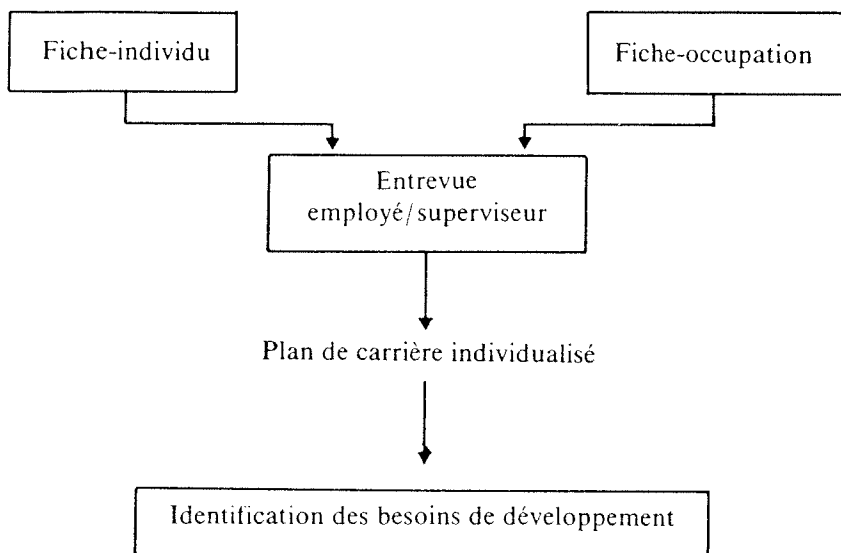 Fiche-individu
Fiche-occupation
Entrevue
employé/superviseur
Plan de carrière individualisé
Identification des besoins de développement